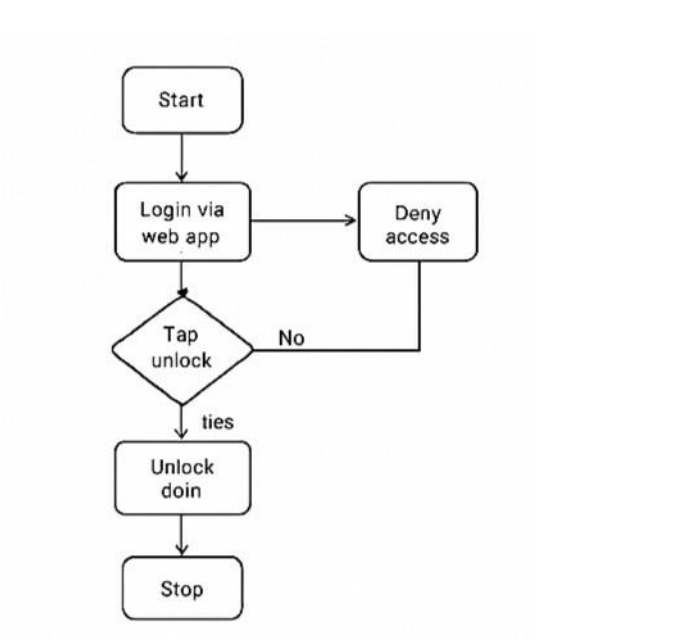 Start
Login via
web app
Deny
access
Tap
unlock
No
ties
Unlock
doin
Stop